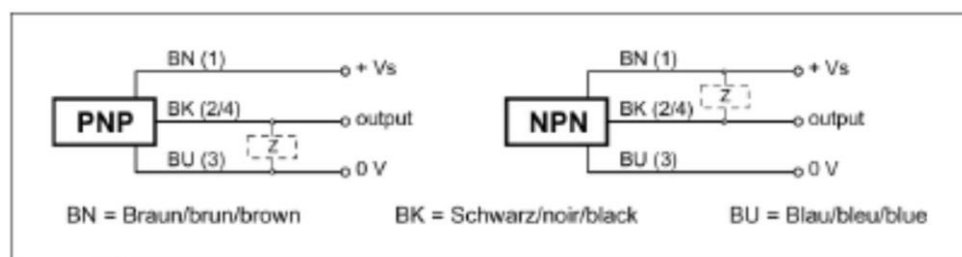 BN (1) + Vs
PNP BK (2/4) output
Z
BU (3) 0 V
BN (1) + Vs
Z
NPN BK (2/4) output
BU (3) 0 V
BN = Braun/brun/brown BK = Schwarz/noir/black BU = Blau/bleu/blue